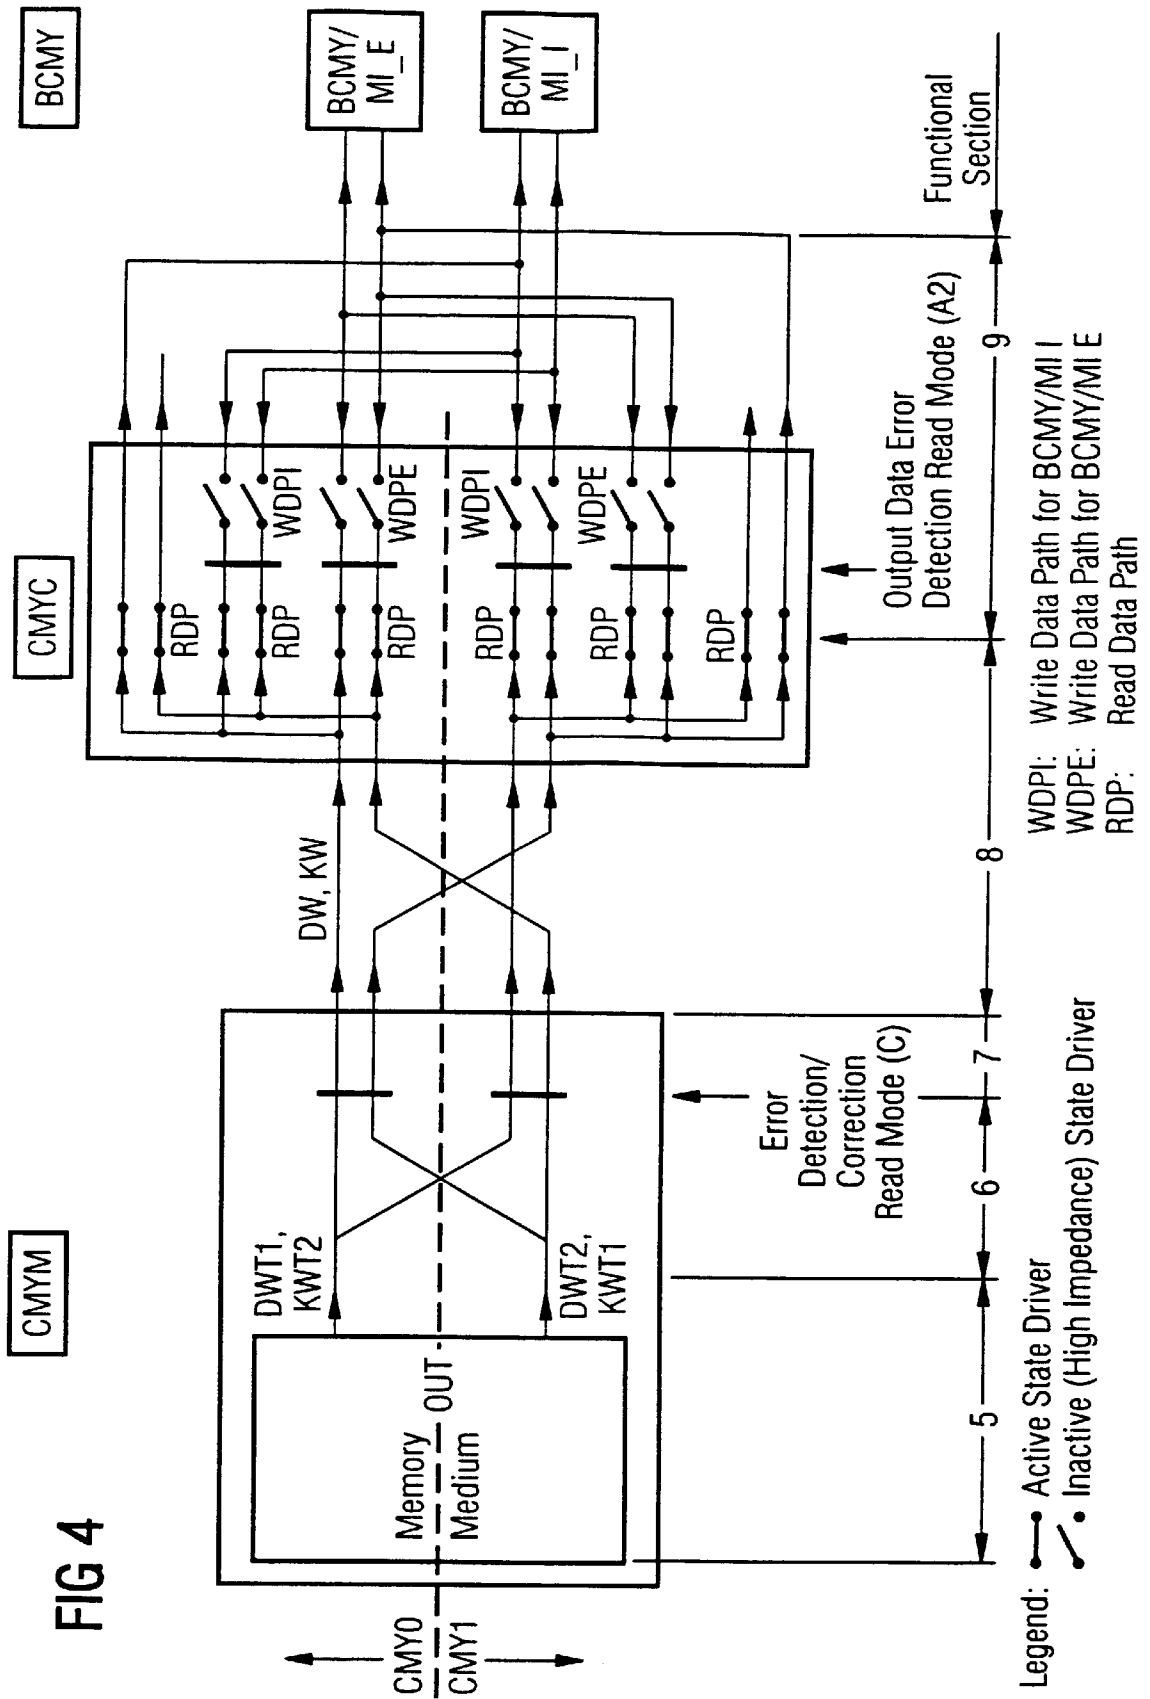 FIG 4
CMYM
CMYC
BCMY
CMY0
CMY1
Memory
Medium
OUT
DWT1,
KWT2
DWT2,
KWT1
DW, KW
RDP
RDP
RDP
RDP
RDP
RDP
WDPI
WDPE
WDPI
WDPE
BCMY/
MI_E
BCMY/
MI_I
Error
Detection/
Correction
Read Mode (C)
Output Data Error
Detection Read Mode (A2)
Functional
Section
5
6
7
8
9
Legend:
Active State Driver
Inactive (High Impedance) State Driver
WDPI: Write Data Path for BCMY/MI I
WDPE: Write Data Path for BCMY/MI E
RDP: Read Data Path